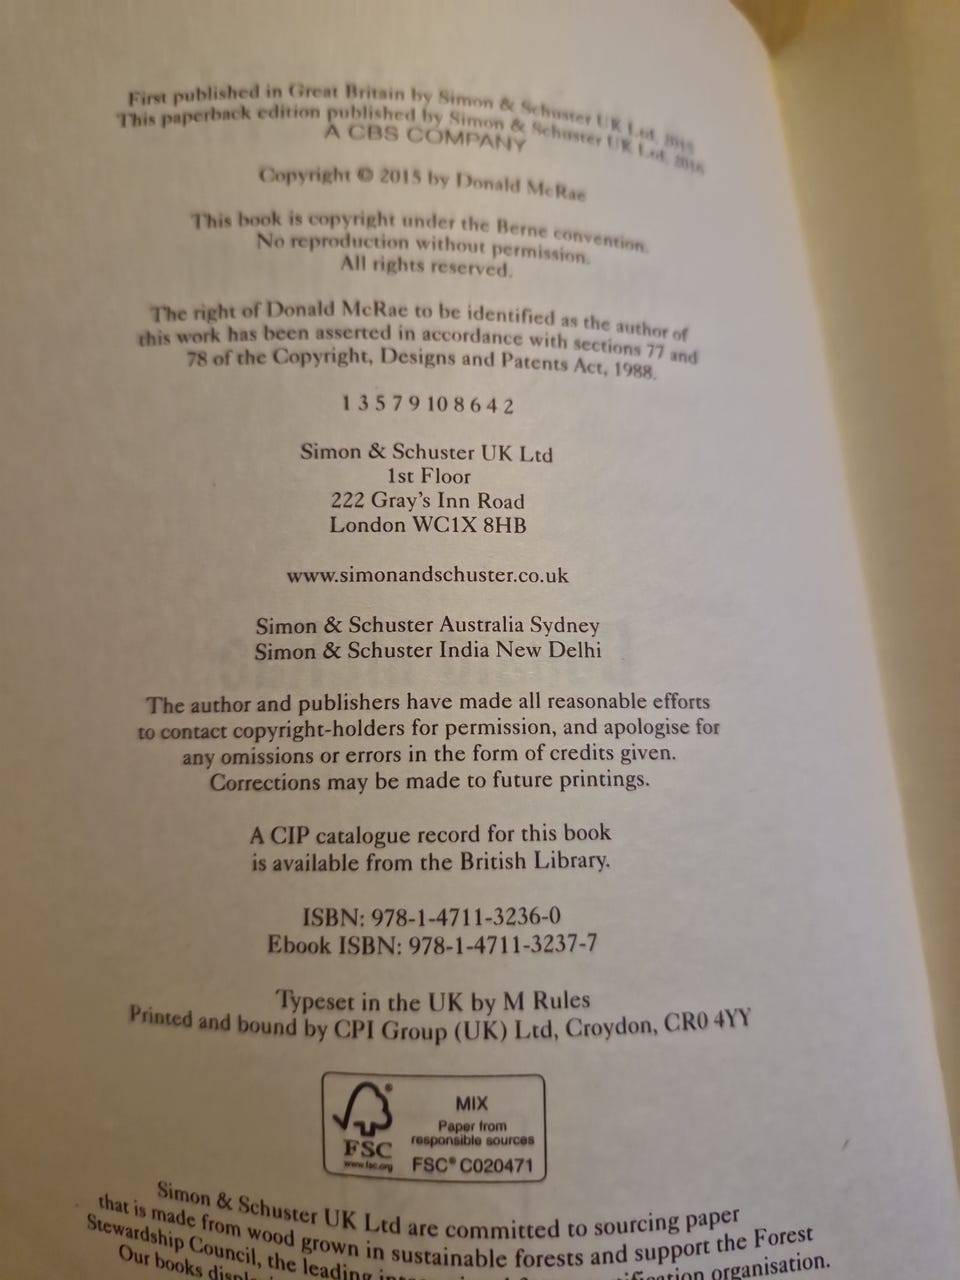 First published in Great Britain by Simon & Schuster UK Ltd, 2015
This paperback edition published by Simon & Schuster UK Ltd, 2016
A CBS COMPANY
Copyright © 2015 by Donald McRae
This book is copyright under the Berne convention.
No reproduction without permission.
All rights reserved.
The right of Donald McRae to be identified as the author of
this work has been asserted in accordance with sections 77 and
78 of the Copyright, Designs and Patents Act, 1988.
1 3 5 7 9 10 8 6 4 2
Simon & Schuster UK Ltd
1st Floor
222 Gray's Inn Road
London WC1X 8HB
www.simonandschuster.co.uk
Simon & Schuster Australia Sydney
Simon & Schuster India New Delhi
The author and publishers have made all reasonable efforts
to contact copyright-holders for permission, and apologise for
any omissions or errors in the form of credits given.
Corrections may be made to future printings.
A CIP catalogue record for this book
is available from the British Library.
ISBN: 978-1-4711-3236-0
Ebook ISBN: 978-1-4711-3237-7
Typeset in the UK by M Rules
Printed and bound by CPI Group (UK) Ltd, Croydon, CR0 4YY
FSC®
www.fsc.org
MIX
Paper from
responsible sources
FSC® C020471
Simon & Schuster UK Ltd are committed to sourcing paper
that is made from wood grown in sustainable forests and support the Forest
Stewardship Council, the leading organisation.
Our books